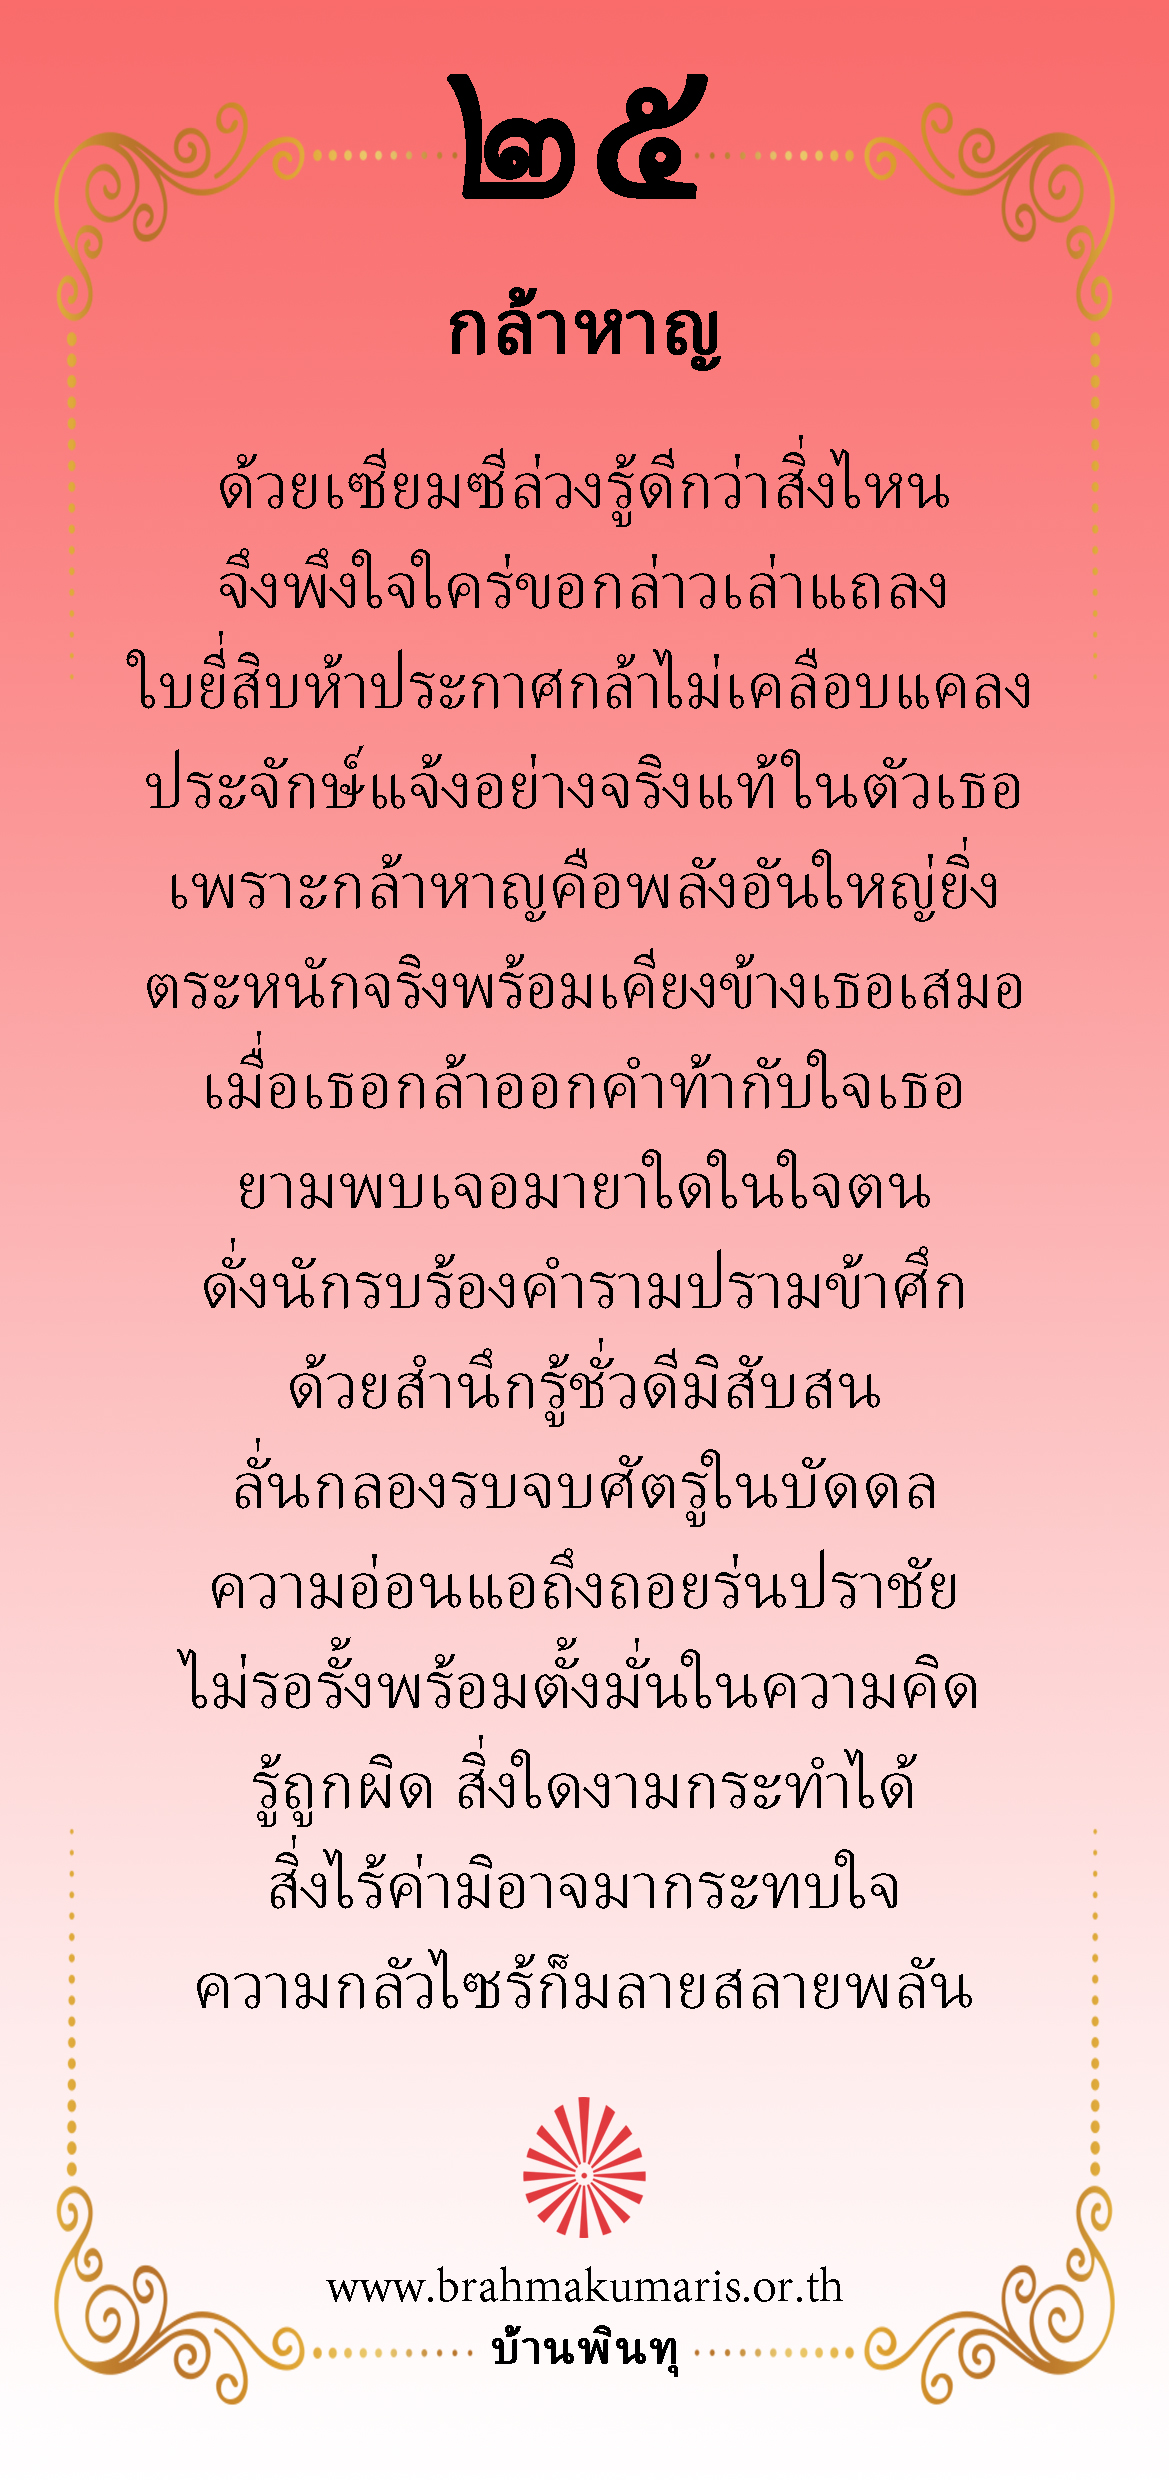 ๒๕
กล้าหาญ
ด้วยเซียมซีล่วงรู้ดีกว่าสิ่งไหน
จึงพึงใจใคร่ขอกล่าวเล่าแถลง
ใบยี่สิบห้าประกาศกล้าไม่เคลือบแคลง
ประจักษ์แจ้งอย่างจริงแท้ในตัวเธอ
เพราะกล้าหาญคือพลังอันใหญ่ยิ่ง
ตระหนักจริงพร้อมเคียงข้างเธอเสมอ
เมื่อเธอกล้าออกคำท้ากับใจเธอ
ยามพบเจอมายาใดในใจตน
ดั่งนักรบร้องคำรามปรามข้าศึก
ด้วยสำนึกรู้ชั่วดีมิสับสน
ลั่นกลองรบจบศัตรูในบัดดล
ความอ่อนแอถึงถอยร่นปราชัย
ไม่รอรั้งพร้อมตั้งมั่นในความคิด
รู้ถูกผิด สิ่งใดงามกระทำได้
สิ่งไร้ค่ามิอาจมากระทบใจ
ความกลัวไซร้ก็มลายสลายพลัน
www.brahmakumaris.or.th
บ้านพินทุ